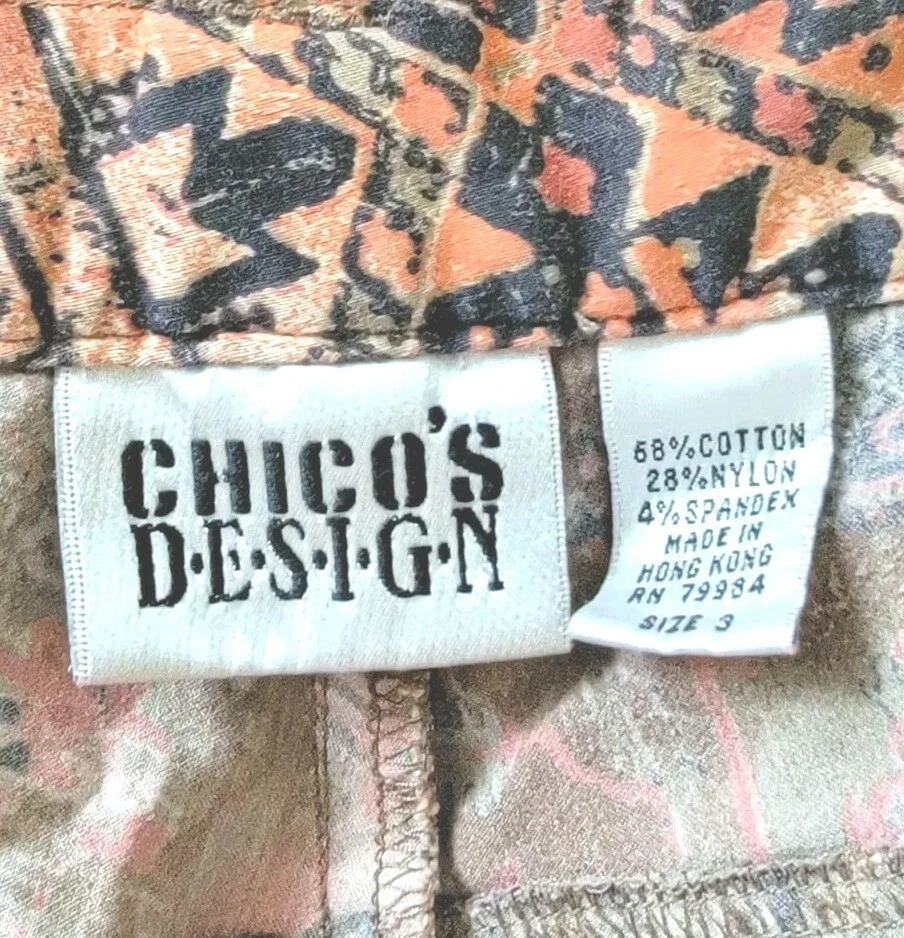 CHICO'S
D·E·S·I·G·N
68%COTTON
28%NYLON
4%SPANDEX
MADE IN
HONG KONG
RN 79984
SIZE 3